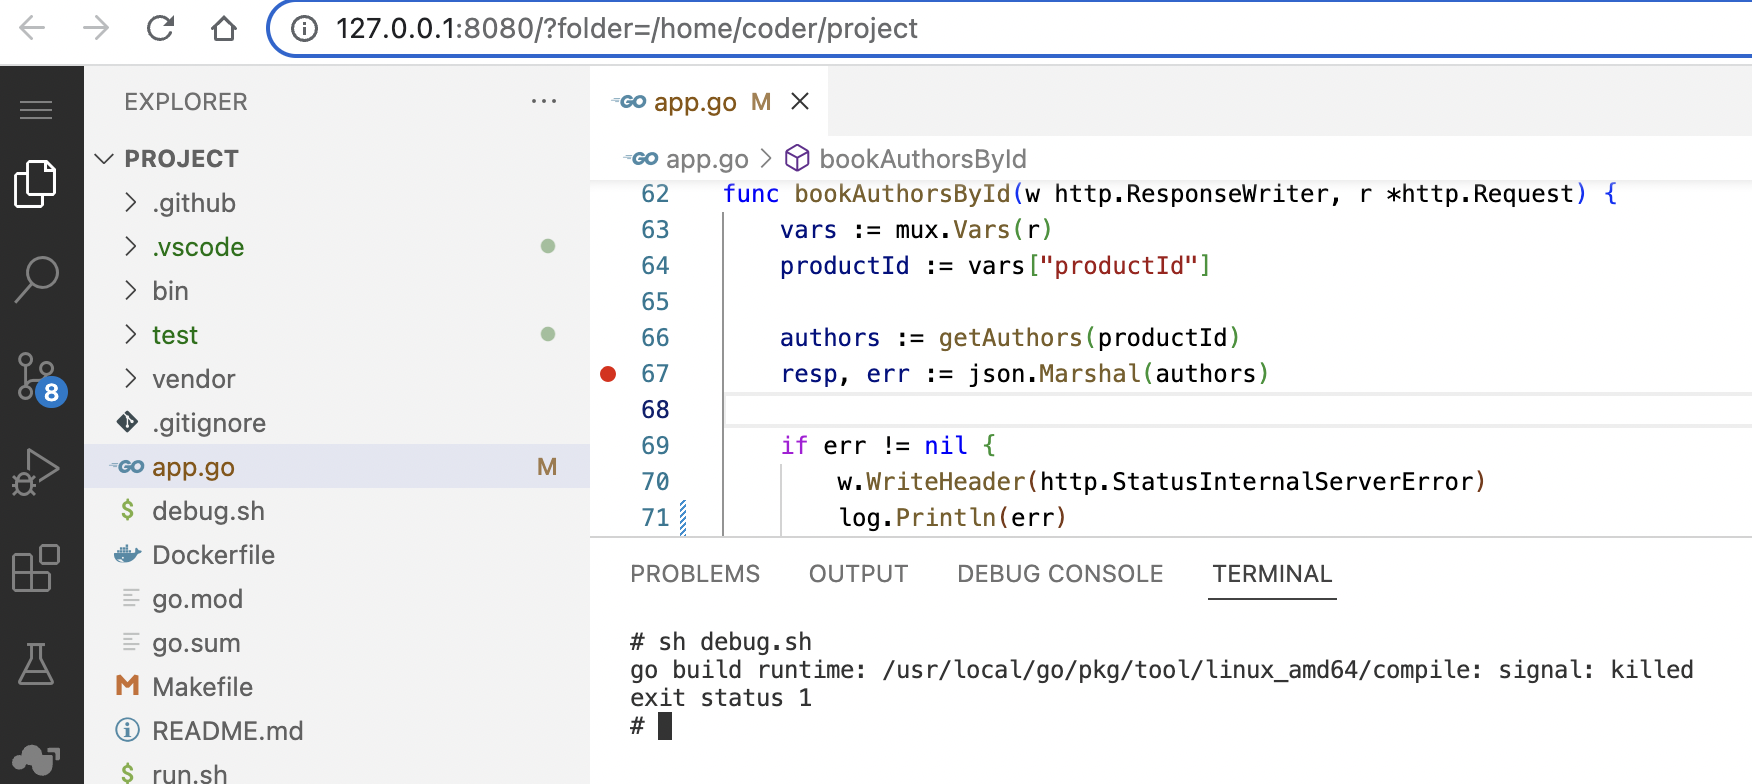 127.0.0.1:8080/?folder=/home/coder/project
EXPLORER
PROJECT
.github
.vscode
bin
test
vendor
.gitignore
GO app.go M
$ debug.sh
Dockerfile
go.mod
go.sum
M Makefile
README.md
$ run.sh
8
GO app.go M
GO app.go > bookAuthorsById
62 func bookAuthorsById(w http.ResponseWriter, r *http.Request) {
63 vars := mux.Vars(r)
64 productId := vars["productId"]
65
66 authors := getAuthors(productId)
67 resp, err := json.Marshal(authors)
68
69 if err != nil {
70 w.WriteHeader(http.StatusInternalServerError)
71 log.Println(err)
PROBLEMS OUTPUT DEBUG CONSOLE TERMINAL
# sh debug.sh
go build runtime: /usr/local/go/pkg/tool/linux_amd64/compile: signal: killed
exit status 1
#